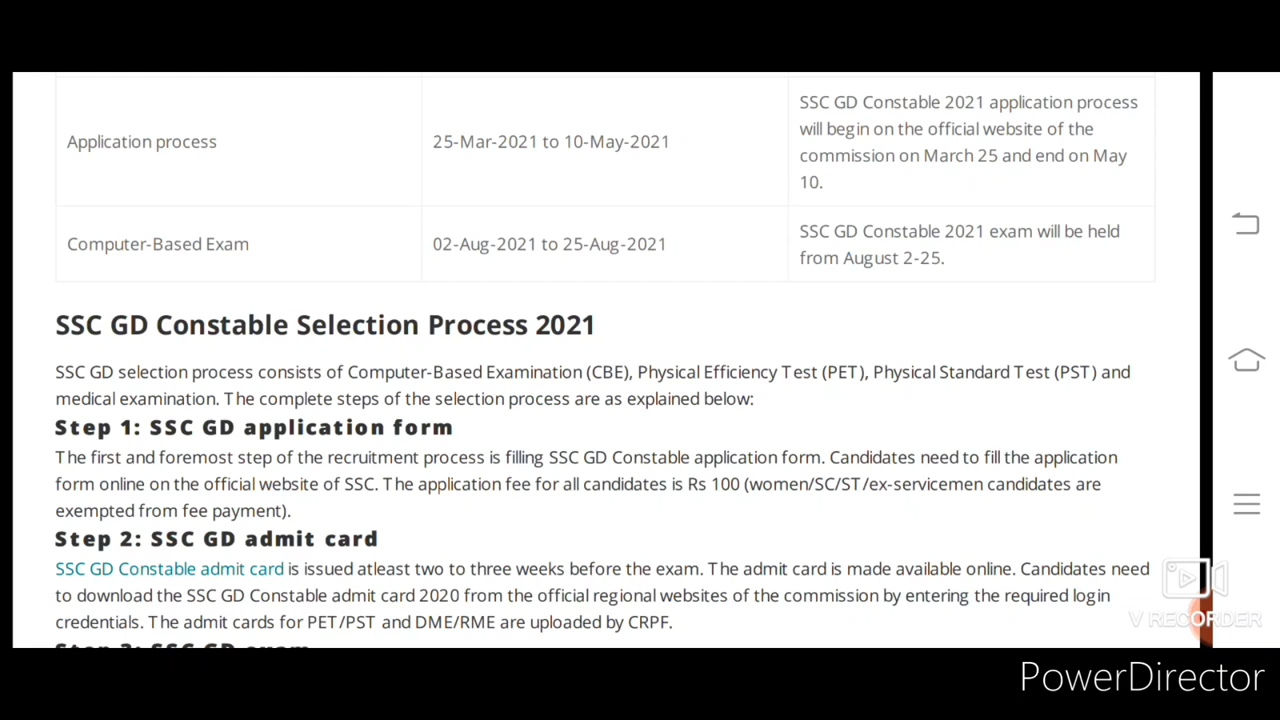 SSC GD Constable 2021 application process
Application process 25-Mar-2021 to 10-May-2021 will begin on the official website of the
commission on March 25 and end on May
10.
Computer-Based Exam 02-Aug-2021 to 25-Aug-2021 SSC GD Constable 2021 exam will be held
from August 2-25.
SSC GD Constable Selection Process 2021
SSC GD selection process consists of Computer-Based Examination (CBE), Physical Efficiency Test (PET), Physical Standard Test (PST) and
medical examination. The complete steps of the selection process are as explained below:
Step 1: SSC GD application form
The first and foremost step of the recruitment process is filling SSC GD Constable application form. Candidates need to fill the application
form online on the official website of SSC. The application fee for all candidates is Rs 100 (women/SC/ST/ex-servicemen candidates are
exempted from fee payment).
Step 2: SSC GD admit card
SSC GD Constable admit card is issued atleast two to three weeks before the exam. The admit card is made available online. Candidates need
to download the SSC GD Constable admit card 2020 from the official regional websites of the commission by entering the required login
credentials. The admit cards for PET/PST and DME/RME are uploaded by CRPF.
Step 3: SSC GD exam
V RECORDER
PowerDirector